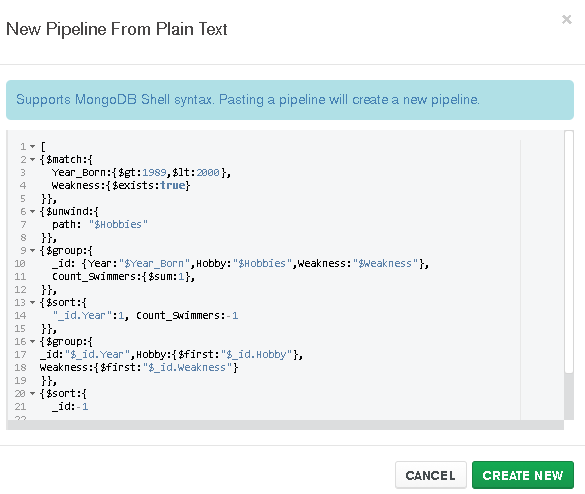 New Pipeline From Plain Text
×
Supports MongoDB Shell syntax. Pasting a pipeline will create a new pipeline.
1 [
2 {$match:{
3 Year_Born:{$gt:1989,$lt:2000},
4 Weakness:{$exists:true}
5 }},
6 {$unwind:{
7 path: "$Hobbies"
8 }},
9 {$group:{
10 _id: {Year:"$Year_Born",Hobby:"$Hobbies",Weakness:"$Weakness"},
11 Count_Swimmers:{$sum:1},
12 }},
13 {$sort:{
14 "_id.Year":1, Count_Swimmers:-1
15 }},
16 {$group:{
17 _id:"$_id.Year",Hobby:{$first:"$_id.Hobby"},
18 Weakness:{$first:"$_id.Weakness"}
19 }},
20 {$sort:{
21 _id:-1
22
CANCEL
CREATE NEW